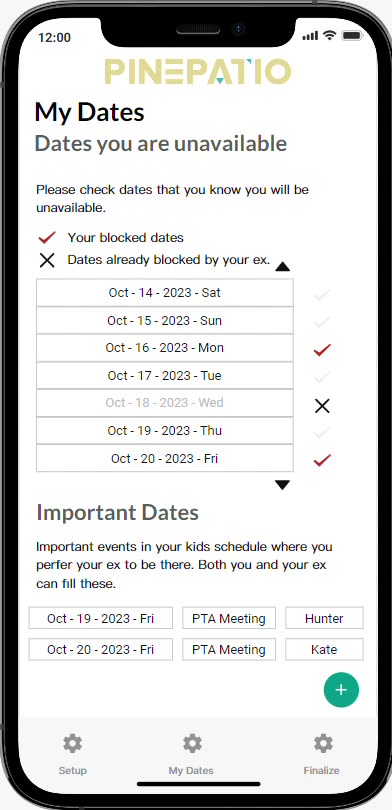 12:00
PINEPATIO
My Dates
Dates you are unavailable
Please check dates that you know you will be
unavailable.
Your blocked dates
Dates already blocked by your ex.
Oct - 14 - 2023 - Sat
Oct - 15 - 2023 - Sun
Oct - 16 - 2023 - Mon
Oct - 17 - 2023 - Tue
Oct - 18 - 2023 - Wed
Oct - 19 - 2023 - Thu
Oct - 20 - 2023 - Fri
Important Dates
Important events in your kids schedule where you
perfer your ex to be there. Both you and your ex
can fill these.
Oct - 19 - 2023 - Fri PTA Meeting Hunter
Oct - 20 - 2023 - Fri PTA Meeting Kate
+
Setup My Dates Finalize